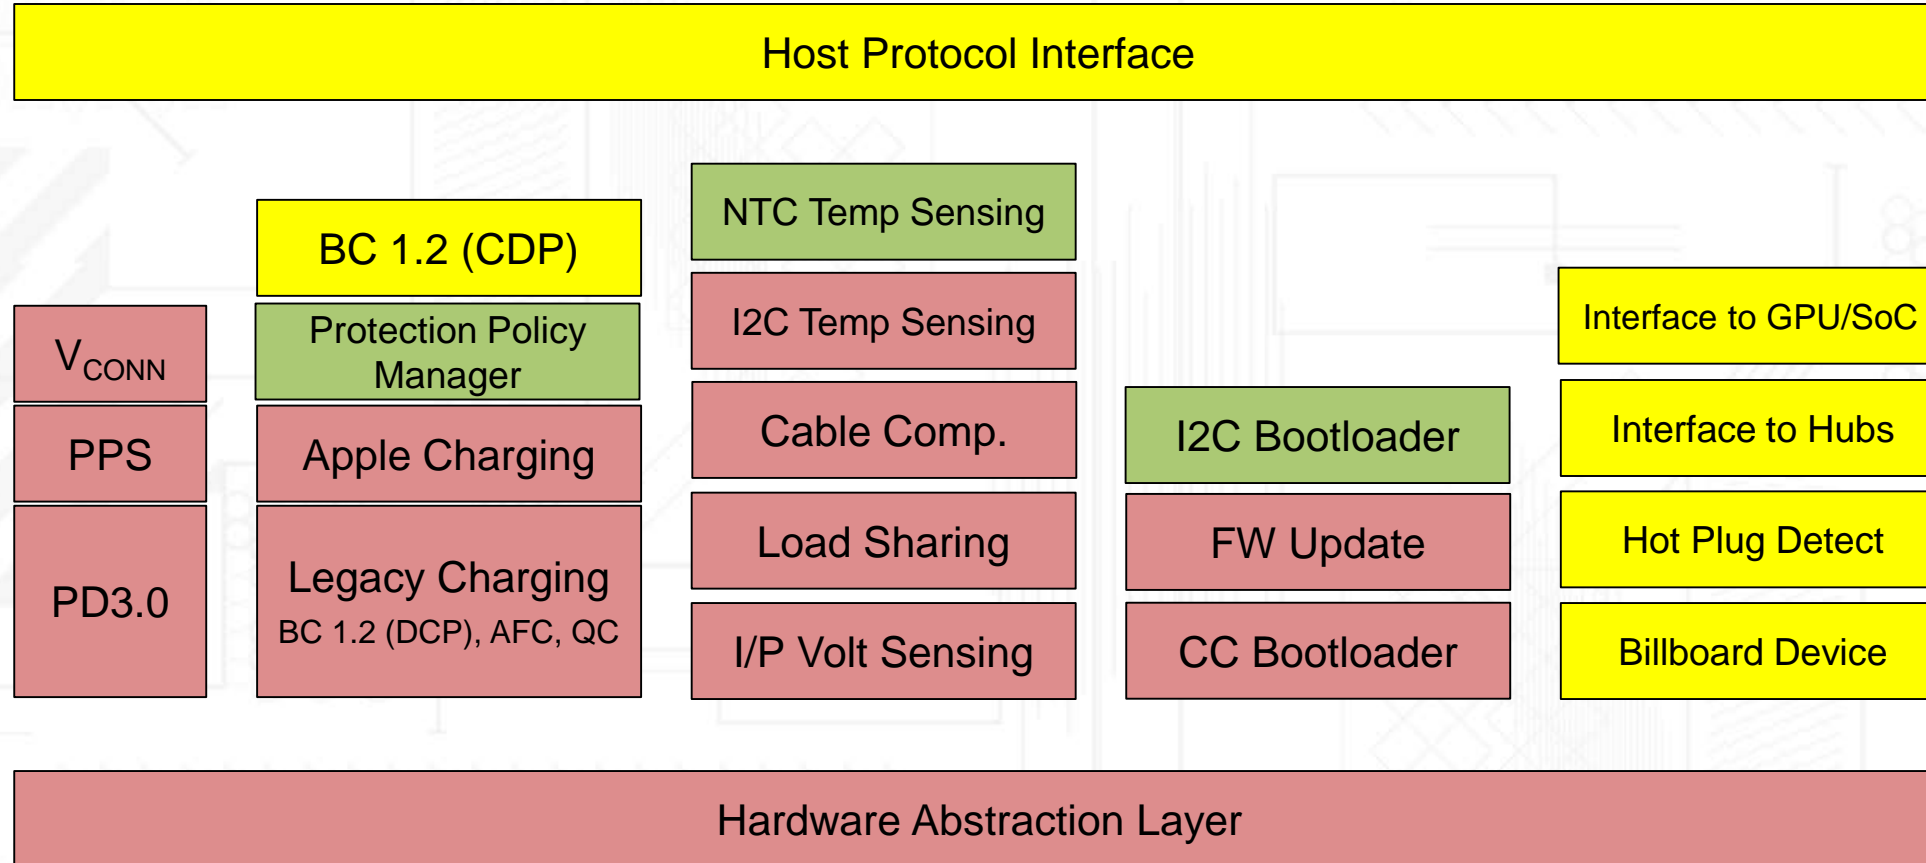 Host Protocol Interface
V_CONN
PPS
PD3.0
BC 1.2 (CDP)
Protection Policy
Manager
Apple Charging
Legacy Charging
BC 1.2 (DCP), AFC, QC
NTC Temp Sensing
I2C Temp Sensing
Cable Comp.
Load Sharing
I/P Volt Sensing
I2C Bootloader
FW Update
CC Bootloader
Interface to GPU/SoC
Interface to Hubs
Hot Plug Detect
Billboard Device
Hardware Abstraction Layer